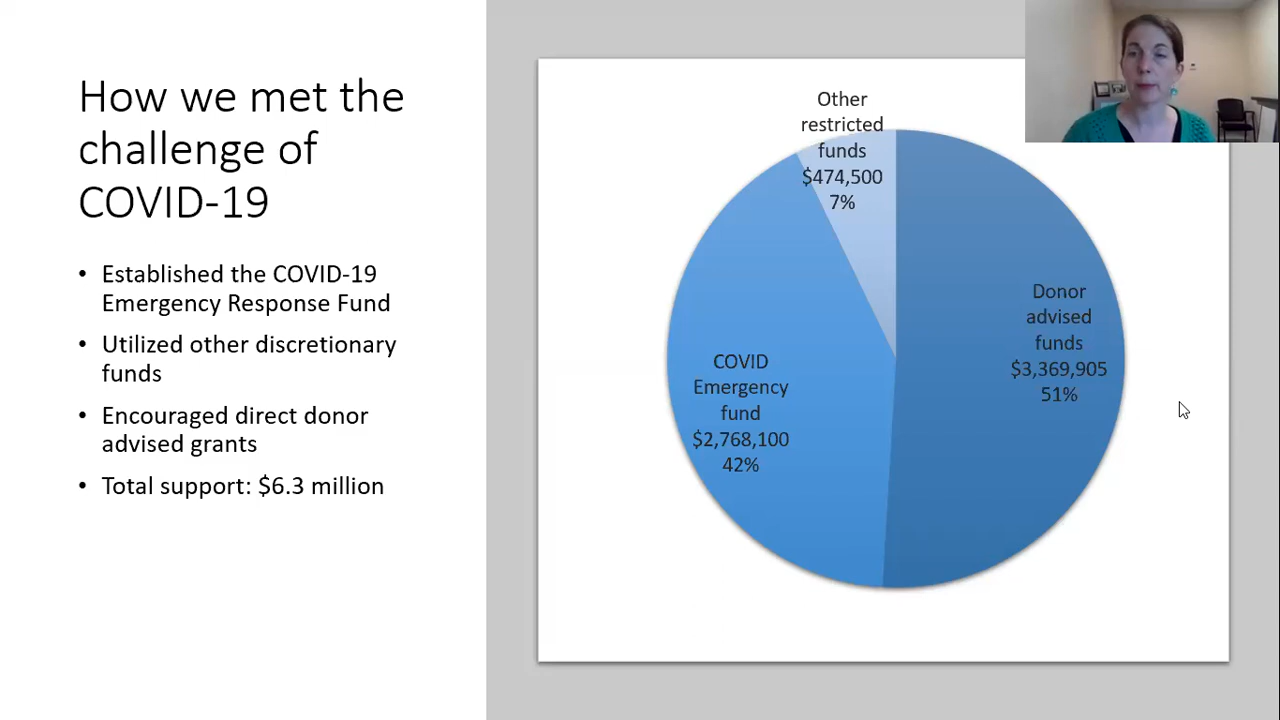 How we met the
challenge of
COVID-19
• Established the COVID-19
Emergency Response Fund
• Utilized other discretionary
funds
• Encouraged direct donor
advised grants
• Total support: $6.3 million
Other
restricted
funds
$474,500
7%
Donor
advised
funds
$3,369,905
51%
COVID
Emergency
fund
$2,768,100
42%